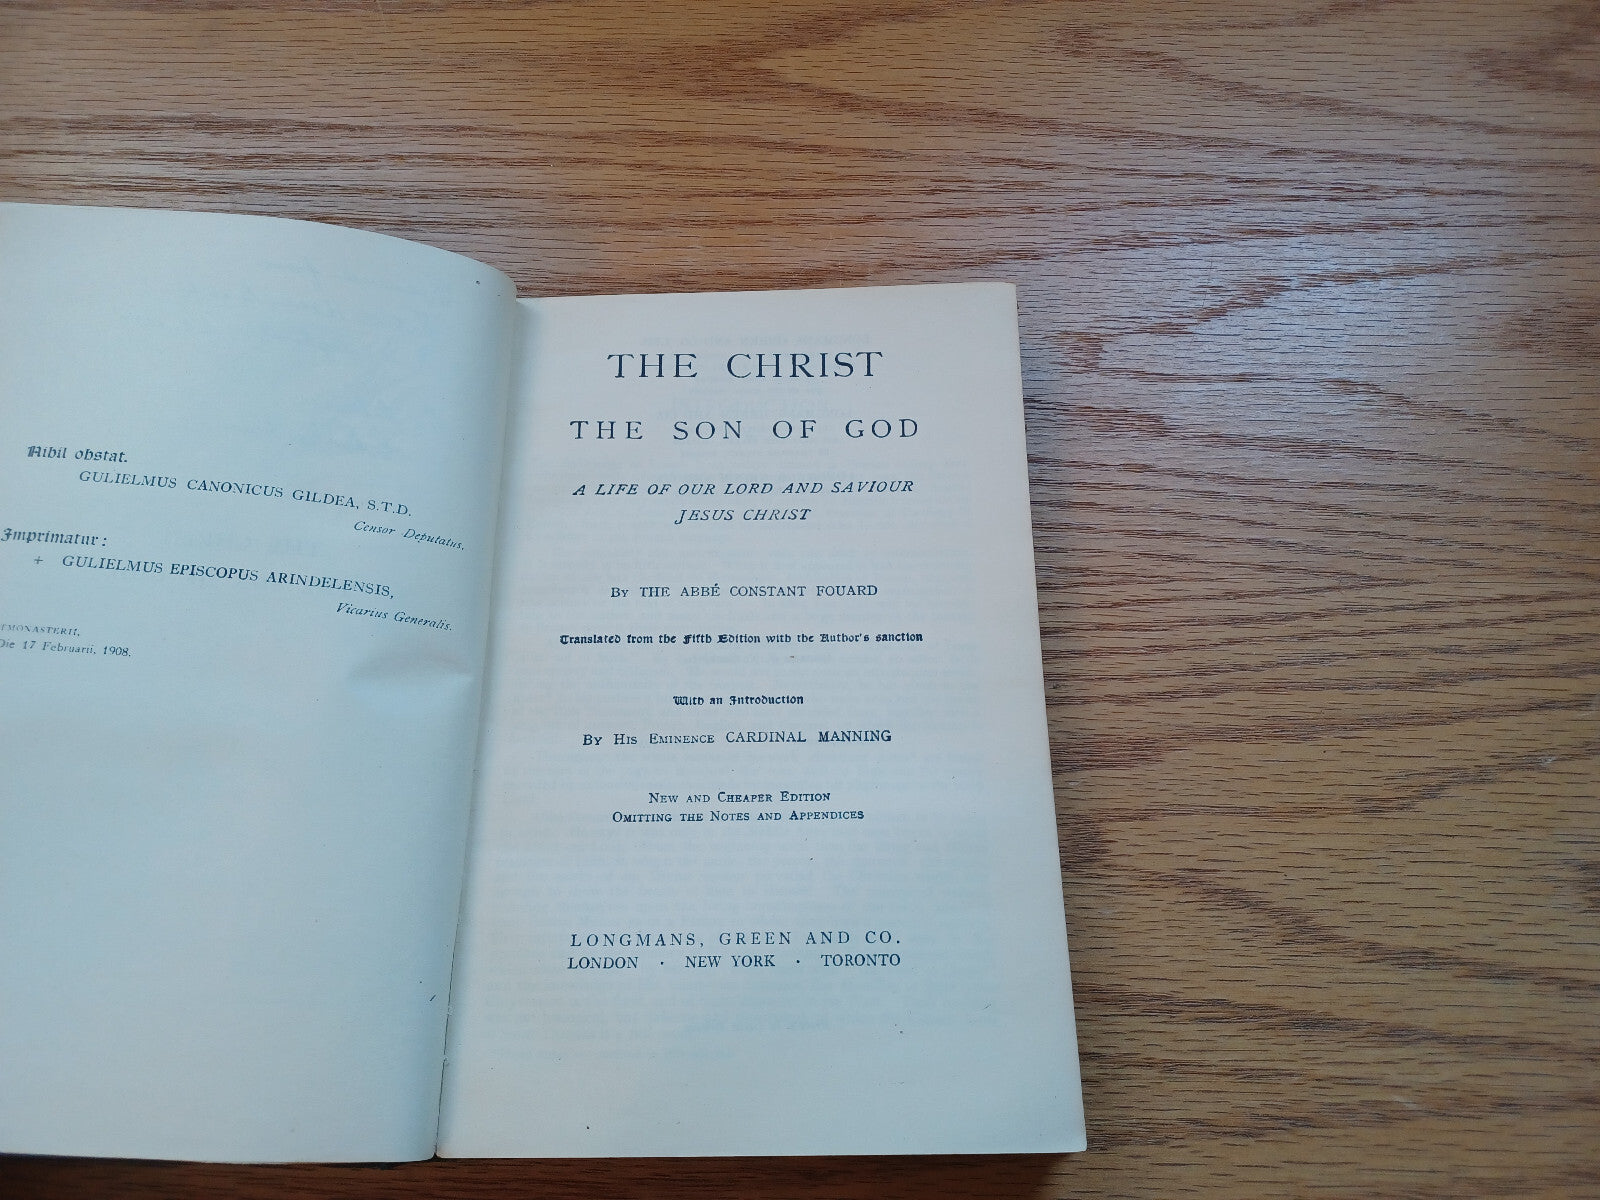 Nihil obstat.
GULIELMUS CANONICUS GILDEA, S.T.D.
Censor Deputatus.
Imprimatur:
+ GULIELMUS EPISCOPUS ARINDELENSIS,
Vicarius Generalis.
Die 17 Februarii, 1908.
THE CHRIST
THE SON OF GOD
A LIFE OF OUR LORD AND SAVIOUR
JESUS CHRIST
BY THE ABBÉ CONSTANT FOUARD
Translated from the Fifth Edition with the Author's sanction
With an Introduction
BY HIS EMINENCE CARDINAL MANNING
NEW AND CHEAPER EDITION
OMITTING THE NOTES AND APPENDICES
LONGMANS, GREEN AND CO.
LONDON · NEW YORK · TORONTO